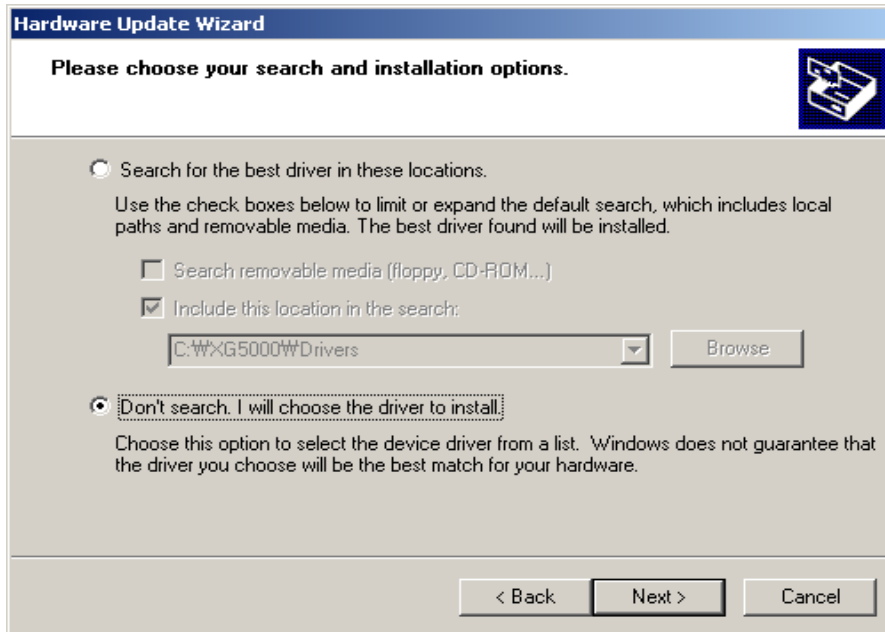 Hardware Update Wizard
Please choose your search and installation options.
Search for the best driver in these locations.
Use the check boxes below to limit or expand the default search, which includes local
paths and removable media. The best driver found will be installed.
Search removable media (floppy, CD-ROM...)
Include this location in the search:
C:₩XG5000₩Drivers
Browse
Don't search. I will choose the driver to install.
Choose this option to select the device driver from a list. Windows does not guarantee that
the driver you choose will be the best match for your hardware.
< Back
Next >
Cancel